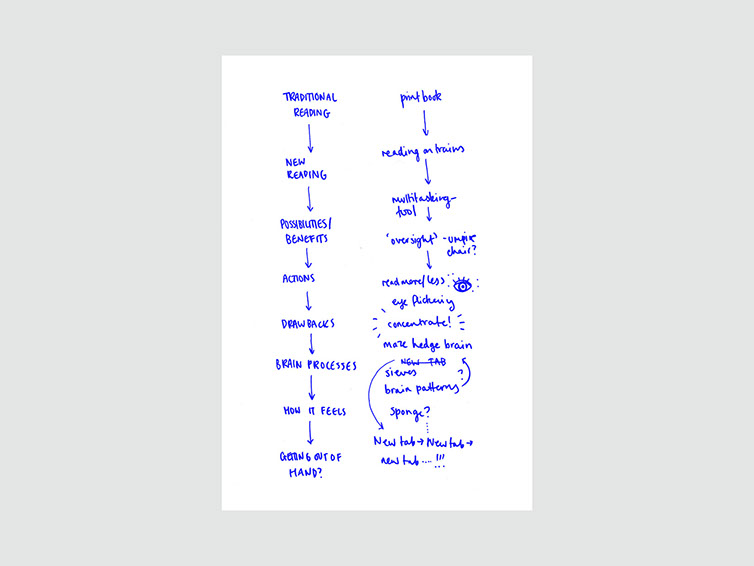 TRADITIONAL
READING
NEW
READING
POSSIBILITIES/
BENEFITS
ACTIONS
DRAWBACKS
BRAIN PROCESSES
HOW IT FEELS
GETTING OUT OF
HAND?
print book
reading on trains
multitasking-
tool
'oversight' - umpire
chair?
read more/less
eye flickering
concentrate!
maze hedge brain
NEW TAB
sieves ?
brain patterns
sponge?
New tab → New tab →
new tab .... !!!